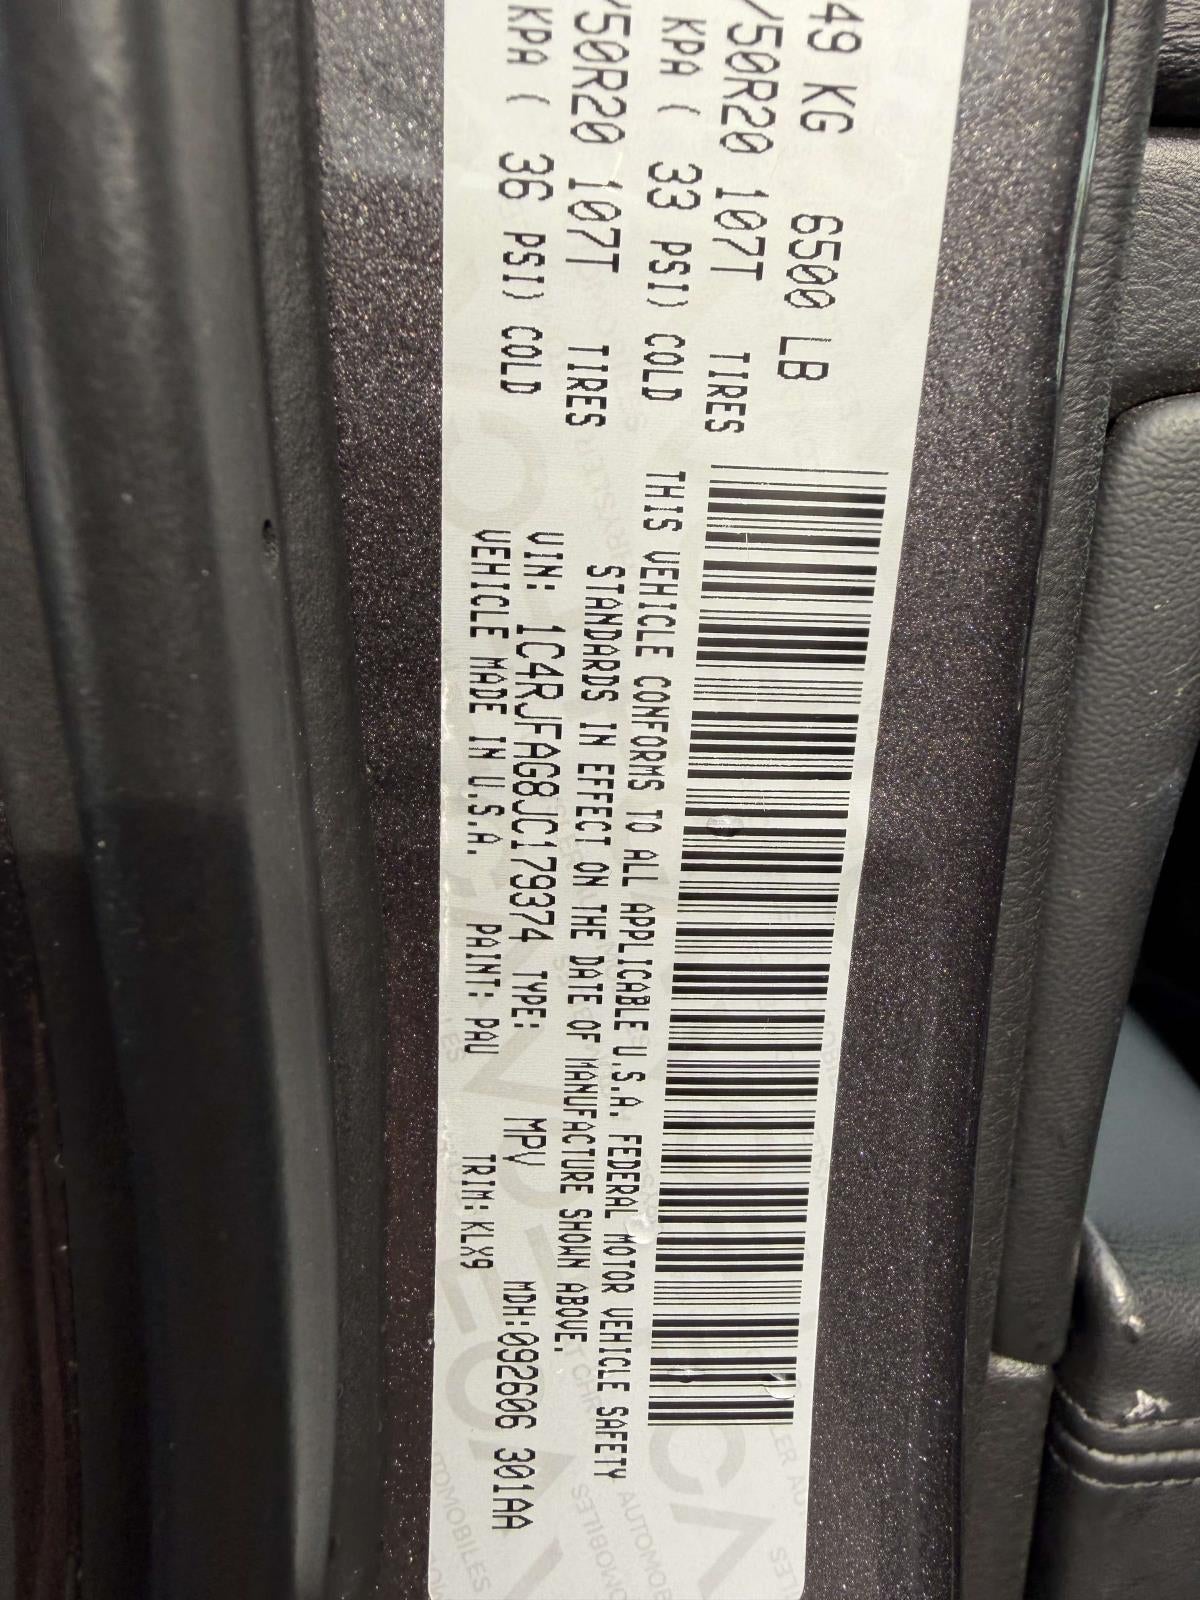 49 KG 6500 LB
/50R20 107T TIRES
KPA ( 33 PSI) COLD
/50R20 107T TIRES
KPA ( 36 PSI) COLD
THIS VEHICLE CONFORMS TO ALL APPLICABLE U.S.A. FEDERAL MOTOR VEHICLE SAFETY
STANDARDS IN EFFECT ON THE DATE OF MANUFACTURE SHOWN ABOVE.
VIN: 1C4RJFAG8JC179374 TYPE: MPV MDH:092606 301AA
VEHICLE MADE IN U.S.A. PAINT: PAU TRIM: KLX9